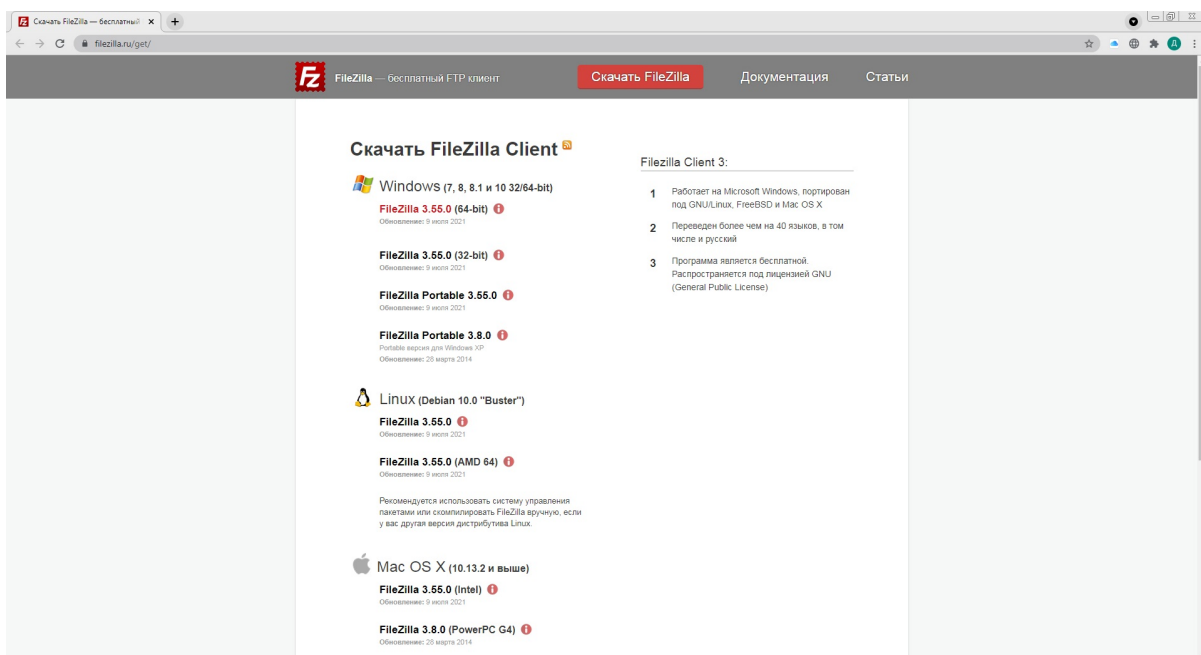 Скачать FileZilla — бесплатный
filezilla.ru/get/
FileZilla — бесплатный FTP клиент
Скачать FileZilla
Документация
Статьи
Скачать FileZilla Client
Windows (7, 8, 8.1 и 10 32/64-bit)
FileZilla 3.55.0 (64-bit)
Обновление: 9 июля 2021
FileZilla 3.55.0 (32-bit)
Обновление: 9 июля 2021
FileZilla Portable 3.55.0
Обновление: 9 июля 2021
FileZilla Portable 3.8.0
Portable версия для Windows XP
Обновление: 28 марта 2014
Linux (Debian 10.0 "Buster")
FileZilla 3.55.0
Обновление: 9 июля 2021
FileZilla 3.55.0 (AMD 64)
Обновление: 9 июля 2021
Рекомендуется использовать систему управления
пакетами или скомпилировать FileZilla вручную, если
у вас другая версия дистрибутива Linux.
Mac OS X (10.13.2 и выше)
FileZilla 3.55.0 (Intel)
Обновление: 9 июля 2021
FileZilla 3.8.0 (PowerPC G4)
Обновление: 28 марта 2014
Filezilla Client 3:
1 Работает на Microsoft Windows, портирован
под GNU/Linux, FreeBSD и Mac OS X
2 Переведен более чем на 40 языков, в том
числе и русский
3 Программа является бесплатной.
Распространяется под лицензией GNU
(General Public License)